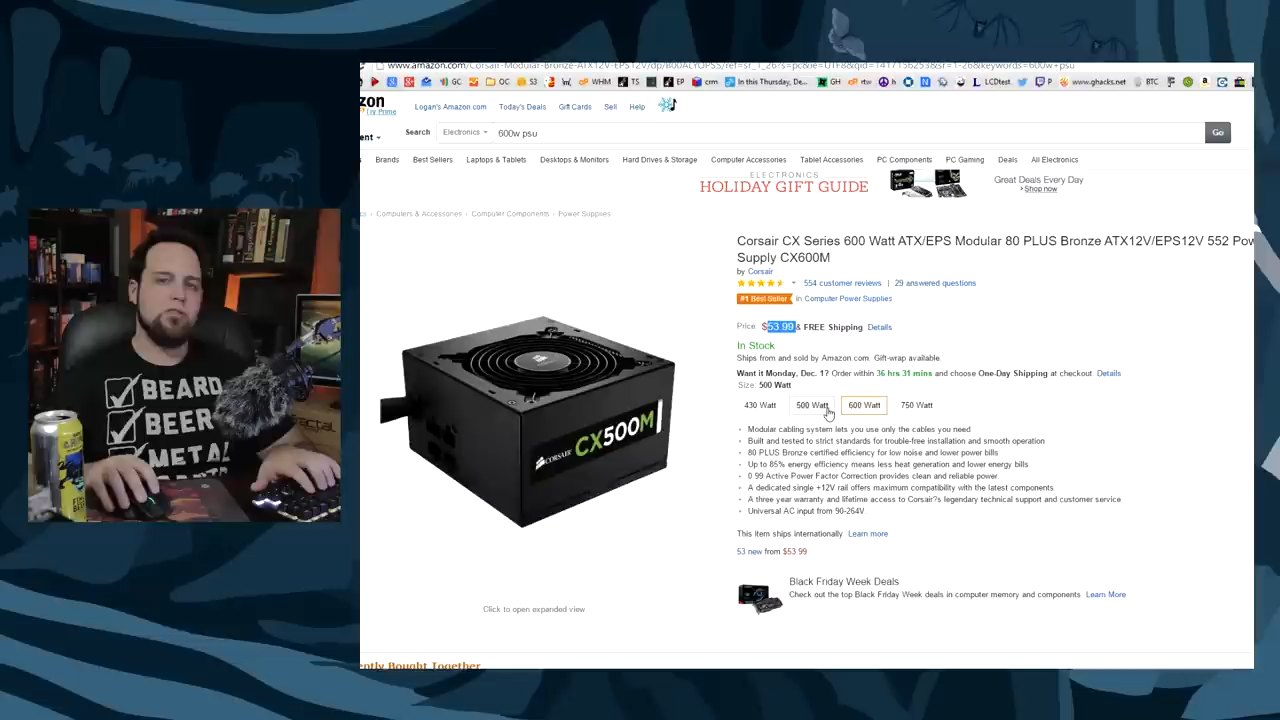 www.amazon.com/Corsair-Modular-Bronze-ATX12V-EPS12V/dp/
GC OC S3 WHM TS EP crm In this Thursday, De... GH rtw N LCDtest. P www.ghacks.net BTC
zon
Try Prime
Logan's Amazon.com Today's Deals Gift Cards Sell Help
ent Search Electronics 600w psu Go
Brands Best Sellers Laptops & Tablets Desktops & Monitors Hard Drives & Storage Computer Accessories Tablet Accessories PC Components PC Gaming Deals All Electronics
ELECTRONICS
HOLIDAY GIFT GUIDE
Great Deals Every Day
› Shop now
› Computers & Accessories › Computer Components › Power Supplies
Corsair CX Series 600 Watt ATX/EPS Modular 80 PLUS Bronze ATX12V/EPS12V 552 Pow
Supply CX600M
by Corsair
554 customer reviews | 29 answered questions
#1 Best Seller in Computer Power Supplies
Price: $53.99 & FREE Shipping Details
In Stock
Ships from and sold by Amazon.com Gift-wrap available.
Want it Monday, Dec. 1? Order within 36 hrs 31 mins and choose One-Day Shipping at checkout. Details
Size: 500 Watt
430 Watt 500 Watt 600 Watt 750 Watt
Modular cabling system lets you use only the cables you need
Built and tested to strict standards for trouble-free installation and smooth operation
80 PLUS Bronze certified efficiency for low noise and lower power bills
Up to 85% energy efficiency means less heat generation and lower energy bills
0.99 Active Power Factor Correction provides clean and reliable power.
A dedicated single +12V rail offers maximum compatibility with the latest components
A three year warranty and lifetime access to Corsair?s legendary technical support and customer service
Universal AC input from 90-264V.
This item ships internationally Learn more
53 new from $53.99
Black Friday Week Deals
Check out the top Black Friday Week deals in computer memory and components Learn More
CORSAIR CX500M
Click to open expanded view
ently Bought Together
BEARD
BEER
METAL